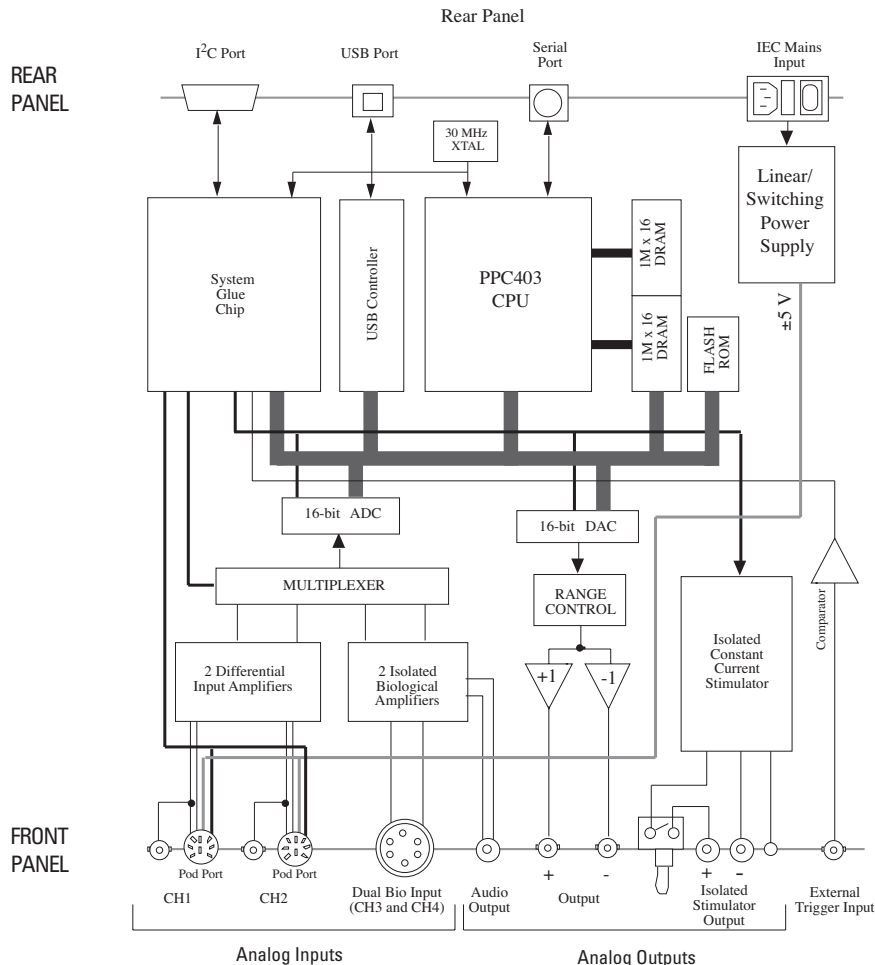 Rear Panel
I2C Port
USB Port
Serial
Port
IEC Mains
Input
REAR
PANEL
30 MHz
XTAL
Linear/
Switching
Power
Supply
System
Glue
Chip
USB Controller
PPC403
CPU
1M x 16
DRAM
1M x 16
DRAM
FLASH
ROM
±5 V
16-bit ADC
16-bit DAC
MULTIPLEXER
RANGE
CONTROL
Comparator
2 Differential
Input Amplifiers
2 Isolated
Biological
Amplifiers
+1
-1
Isolated
Constant
Current
Stimulator
FRONT
PANEL
Pod Port
Pod Port
+
-
+
-
CH1
CH2
Dual Bio Input
(CH3 and CH4)
Audio
Output
Output
Isolated
Stimulator
Output
External
Trigger Input
Analog Inputs
Analog Outputs